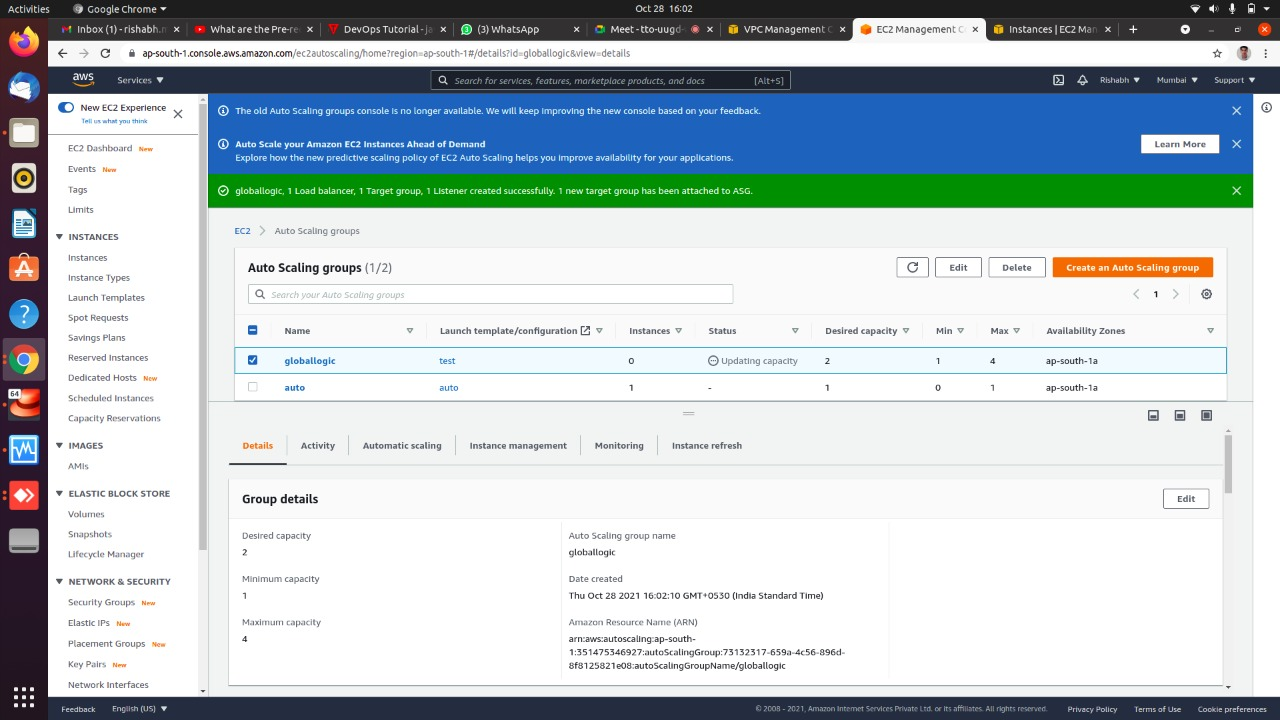 Activities
Google Chrome
Oct 28 16:02
Inbox (1) - rishabh.m
What are the Pre-re
DevOps Tutorial - ja
(3) WhatsApp
Meet - tto-uug
VPC Management C
EC2 Management C
Instances | EC2 Man
ap-south-1.console.aws.amazon.com/ec2autoscaling/home?region=ap-south-1#/details?id=globallogic&view=details
aws
Services
Search for services, features, marketplace products, and docs
[Alt+S]
Rishabh
Mumbai
Support
New EC2 Experience
Tell us what you think
EC2 Dashboard New
Events New
Tags
Limits
INSTANCES
Instances
Instance Types
Launch Templates
Spot Requests
Savings Plans
Reserved Instances
Dedicated Hosts New
Scheduled Instances
Capacity Reservations
IMAGES
AMIs
ELASTIC BLOCK STORE
Volumes
Snapshots
Lifecycle Manager
NETWORK & SECURITY
Security Groups New
Elastic IPs New
Placement Groups New
Key Pairs New
Network Interfaces
The old Auto Scaling groups console is no longer available. We will keep improving the new console based on your feedback.
Auto Scale your Amazon EC2 Instances Ahead of Demand
Explore how the new predictive scaling policy of EC2 Auto Scaling helps you improve availability for your applications.
Learn More
globallogic, 1 Load balancer, 1 Target group, 1 Listener created successfully. 1 new target group has been attached to ASG.
EC2
Auto Scaling groups
Auto Scaling groups (1/2)
Edit
Delete
Create an Auto Scaling group
Search your Auto Scaling groups
1
Name
Launch template/configuration
Instances
Status
Desired capacity
Min
Max
Availability Zones
globallogic
test
0
Updating capacity
2
1
4
ap-south-1a
auto
auto
1
-
1
0
1
ap-south-1a
Details
Activity
Automatic scaling
Instance management
Monitoring
Instance refresh
Group details
Edit
Desired capacity
2
Minimum capacity
1
Maximum capacity
4
Auto Scaling group name
globallogic
Date created
Thu Oct 28 2021 16:02:10 GMT+0530 (India Standard Time)
Amazon Resource Name (ARN)
arn:aws:autoscaling:ap-south-
1:351475346927:autoScalingGroup:73132317-659a-4c56-896d-
8f8125821e08:autoScalingGroupName/globallogic
64
Feedback
English (US)
© 2008 - 2021, Amazon Internet Services Private Ltd. or its affiliates. All rights reserved.
Privacy Policy
Terms of Use
Cookie preferences